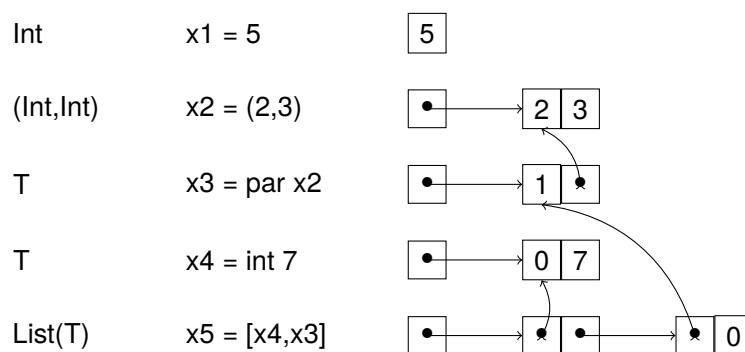 Int x1 = 5 5
(Int,Int) x2 = (2,3) 2 3
T x3 = par x2 1
T x4 = int 7 0 7
List(T) x5 = [x4,x3] 0